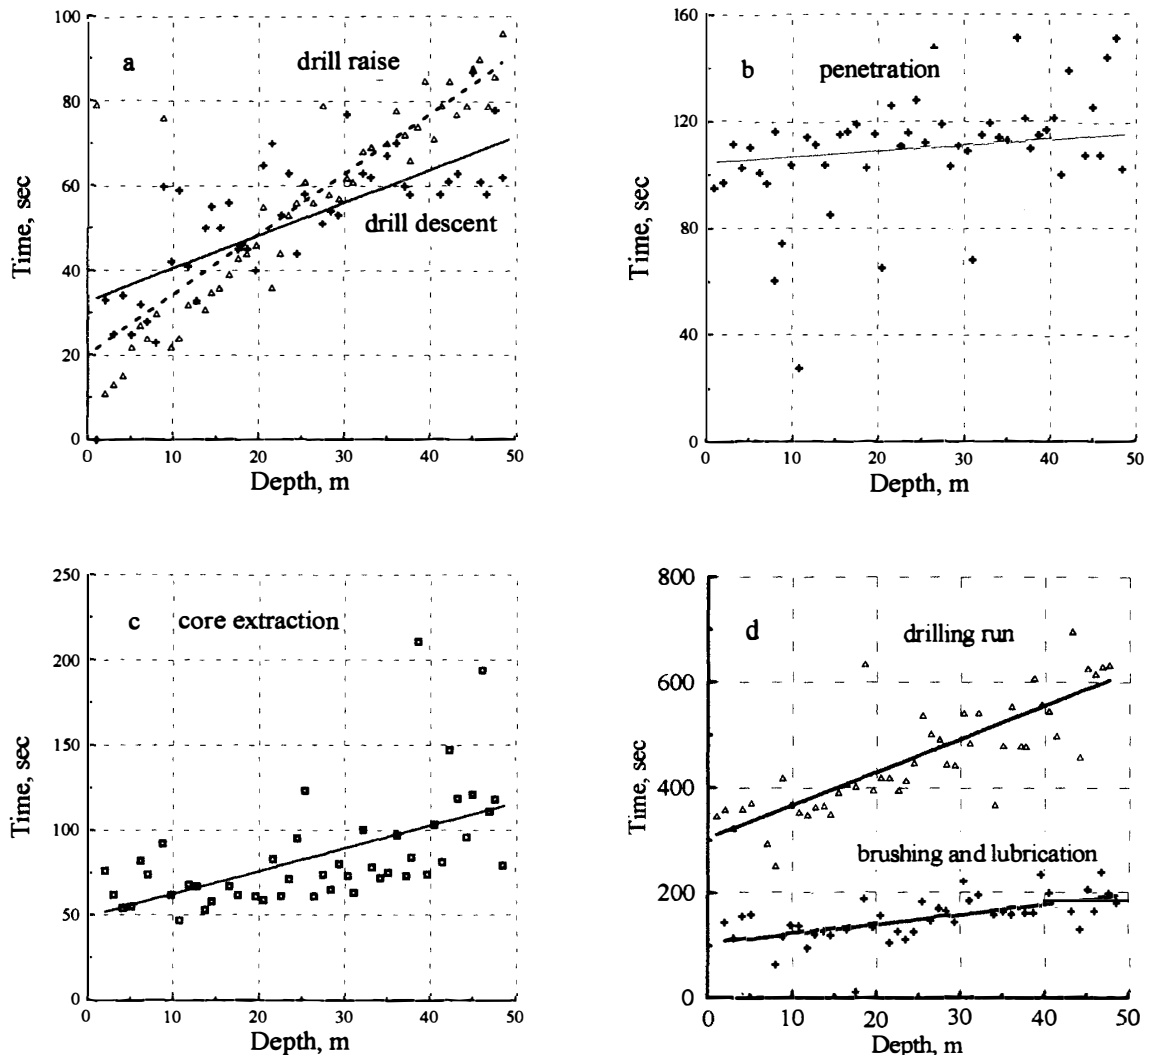 100
80
60
40
20
0
Time, sec
a
drill raise
drill descent
0 10 20 30 40 50
Depth, m
160
120
80
40
0
Time, sec
b
penetration
0 10 20 30 40 50
Depth, m
250
200
150
100
50
0
Time, sec
c
core extraction
0 10 20 30 40 50
Depth, m
800
600
400
200
0
Time, sec
d
drilling run
brushing and lubrication
0 10 20 30 40 50
Depth, m